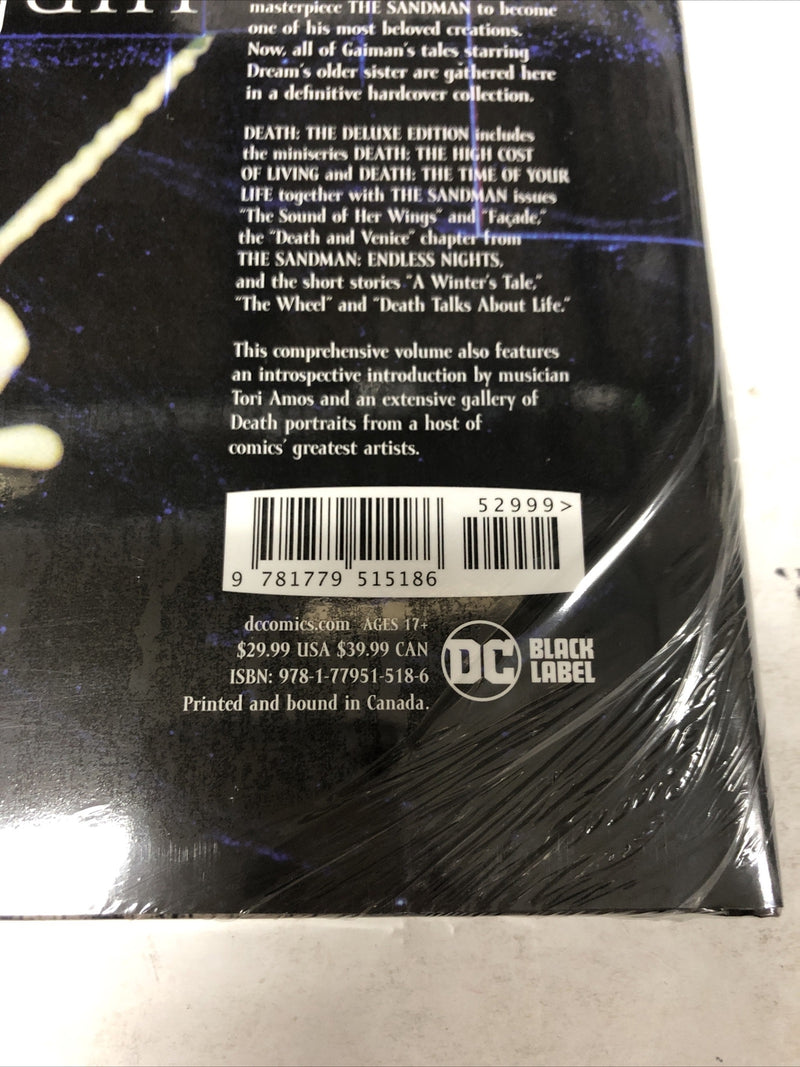 masterpiece THE SANDMAN to become
one of his most beloved creations.
Now, all of Gaiman's tales starring
Dream's older sister are gathered here
in a definitive hardcover collection.
DEATH: THE DELUXE EDITION includes
the miniseries DEATH: THE HIGH COST
OF LIVING and DEATH: THE TIME OF YOUR
LIFE together with THE SANDMAN issues
"The Sound of Her Wings" and "Façade,"
the "Death and Venice" chapter from
THE SANDMAN: ENDLESS NIGHTS,
and the short stories "A Winter's Tale,"
"The Wheel" and "Death Talks About Life."
This comprehensive volume also features
an introspective introduction by musician
Tori Amos and an extensive gallery of
Death portraits from a host of
comics' greatest artists.
52999>
9 781779 515186
dccomics.com AGES 17+
$29.99 USA $39.99 CAN
ISBN: 978-1-77951-518-6
Printed and bound in Canada.
DC BLACK
LABEL